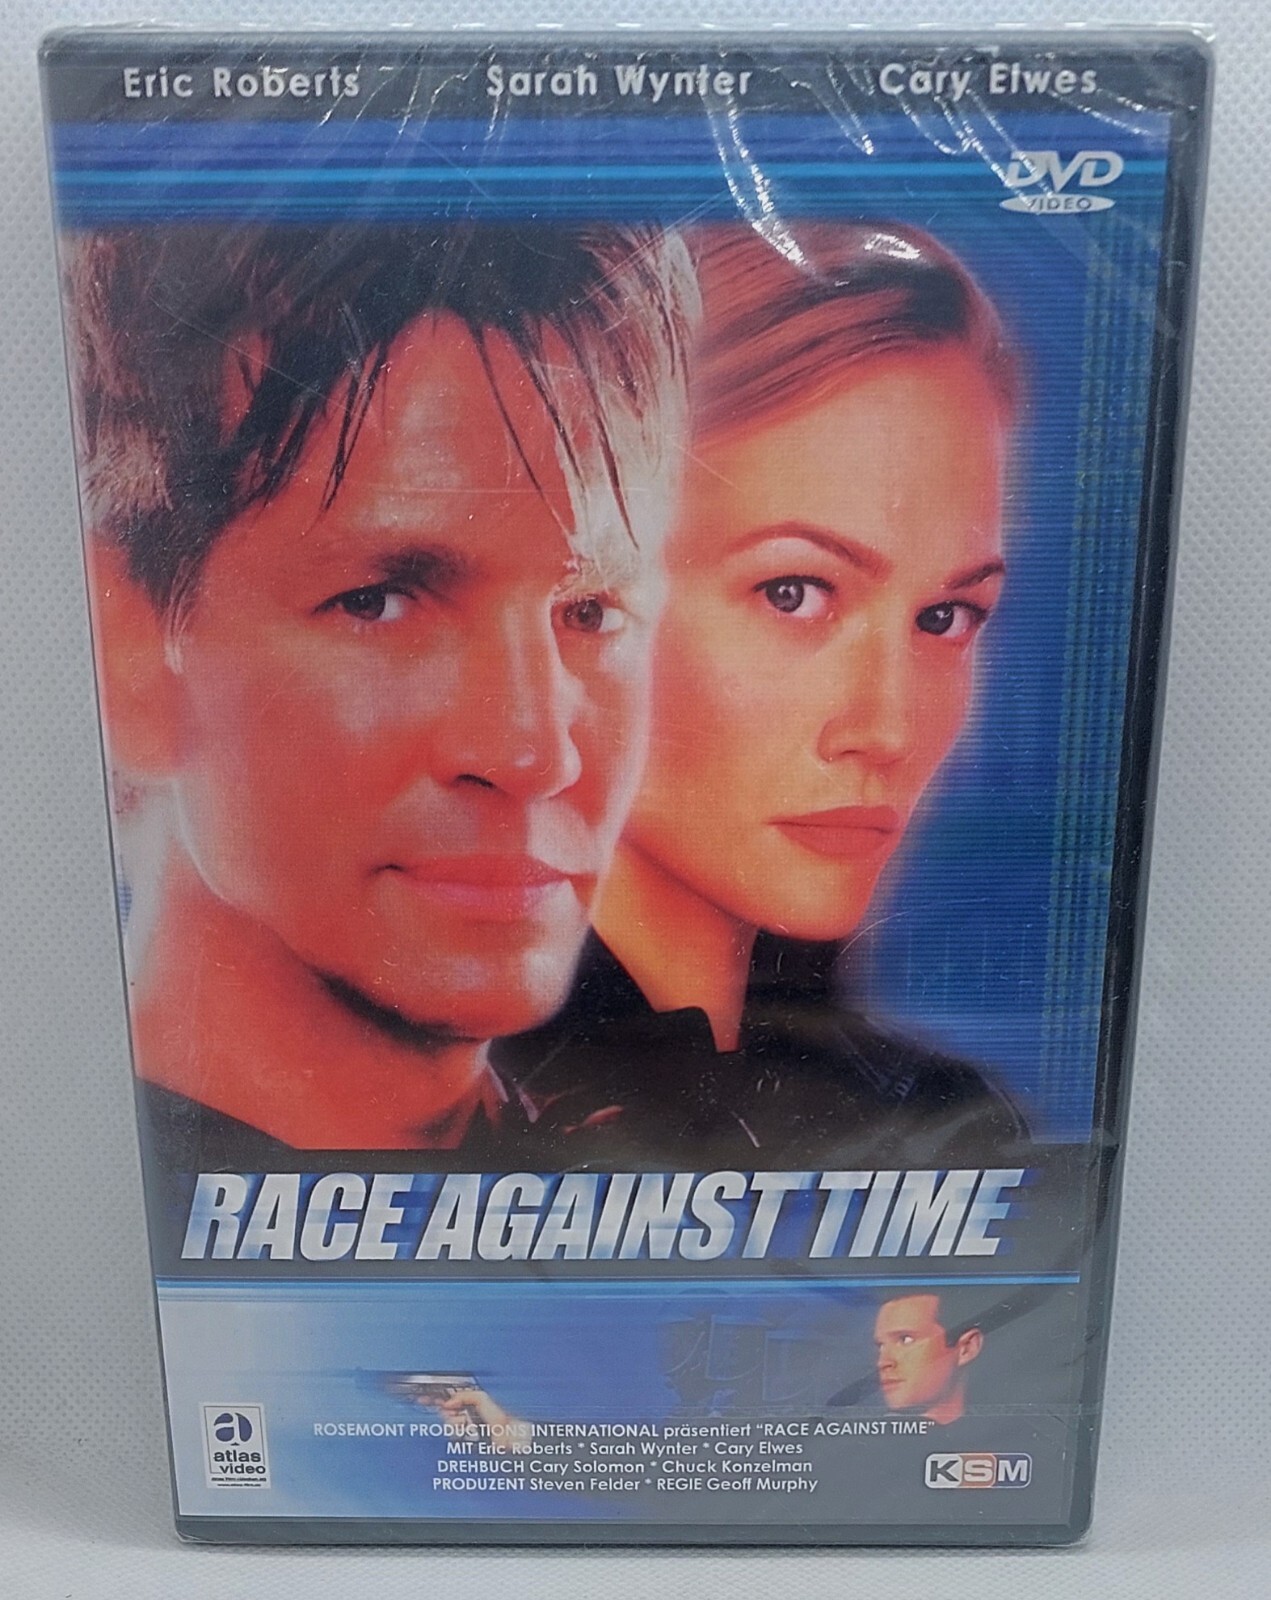 Eric Roberts Sarah Wynter Cary Elwes
DVD
VIDEO
RACE AGAINST TIME
ROSEMONT PRODUCTIONS INTERNATIONAL präsentiert "RACE AGAINST TIME"
MIT Eric Roberts * Sarah Wynter * Cary Elwes
DREHBUCH Cary Solomon * Chuck Konzelman
PRODUZENT Steven Felder * REGIE Geoff Murphy
a
atlas
video
KSM